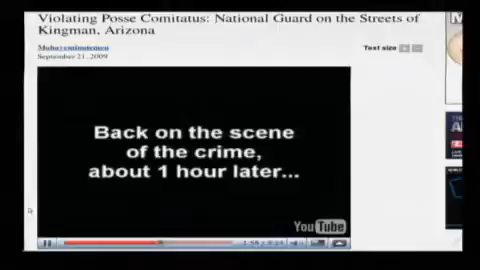 Violating Posse Comitatus: National Guard on the Streets of
Kingman, Arizona
September 21, 2009
Text size + -
Back on the scene
of the crime,
about 1 hour later...
YouTube